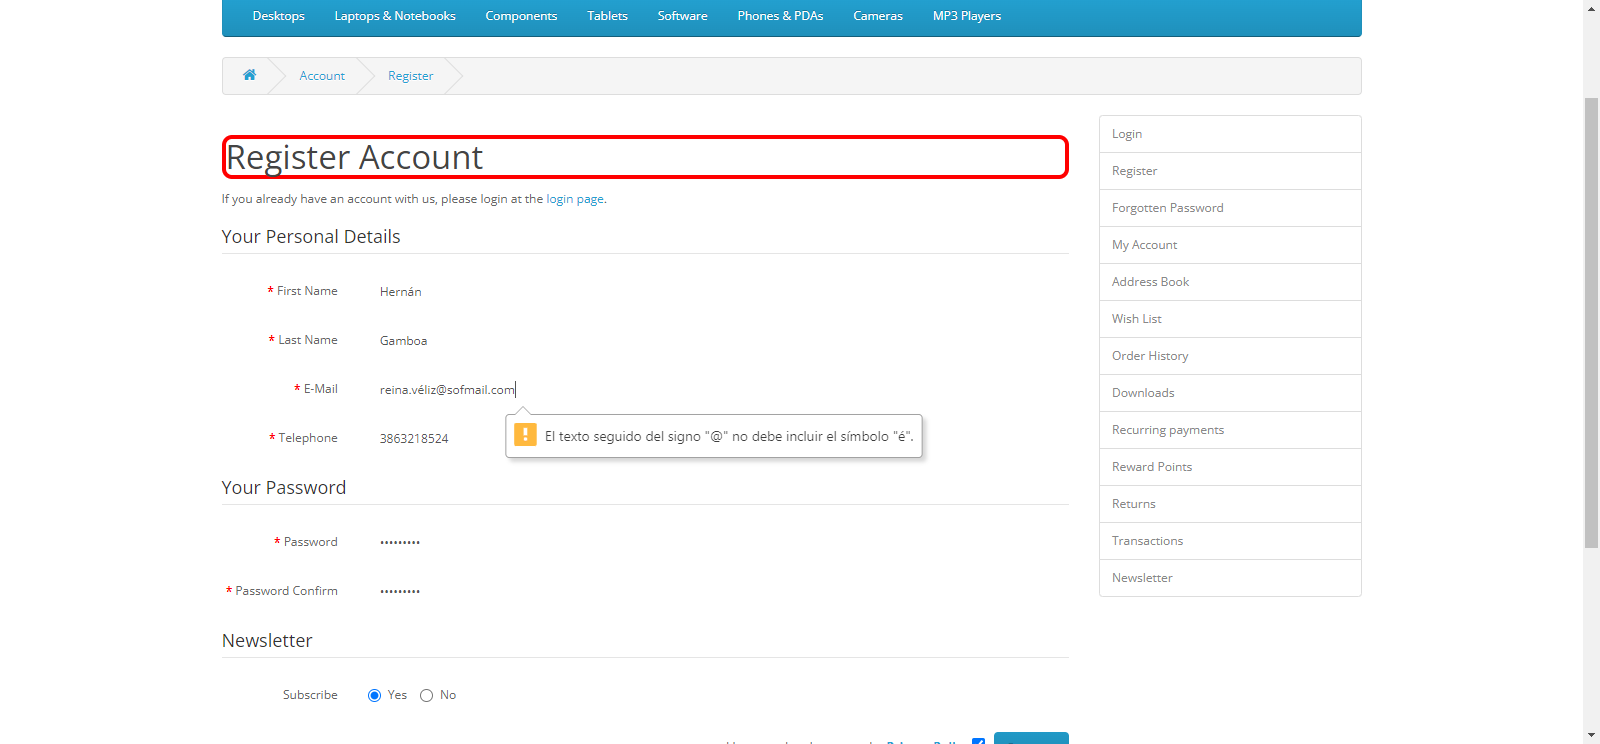 Desktops Laptops & Notebooks Components Tablets Software Phones & PDAs Cameras MP3 Players
Account Register
Register Account
If you already have an account with us, please login at the login page.
Your Personal Details
* First Name Hernán
* Last Name Gamboa
* E-Mail reina.véliz@sofmail.com
El texto seguido del signo "@" no debe incluir el símbolo "é".
* Telephone 3863218524
Your Password
* Password •••••••••
* Password Confirm •••••••••
Newsletter
Subscribe Yes No
Login
Register
Forgotten Password
My Account
Address Book
Wish List
Order History
Downloads
Recurring payments
Reward Points
Returns
Transactions
Newsletter